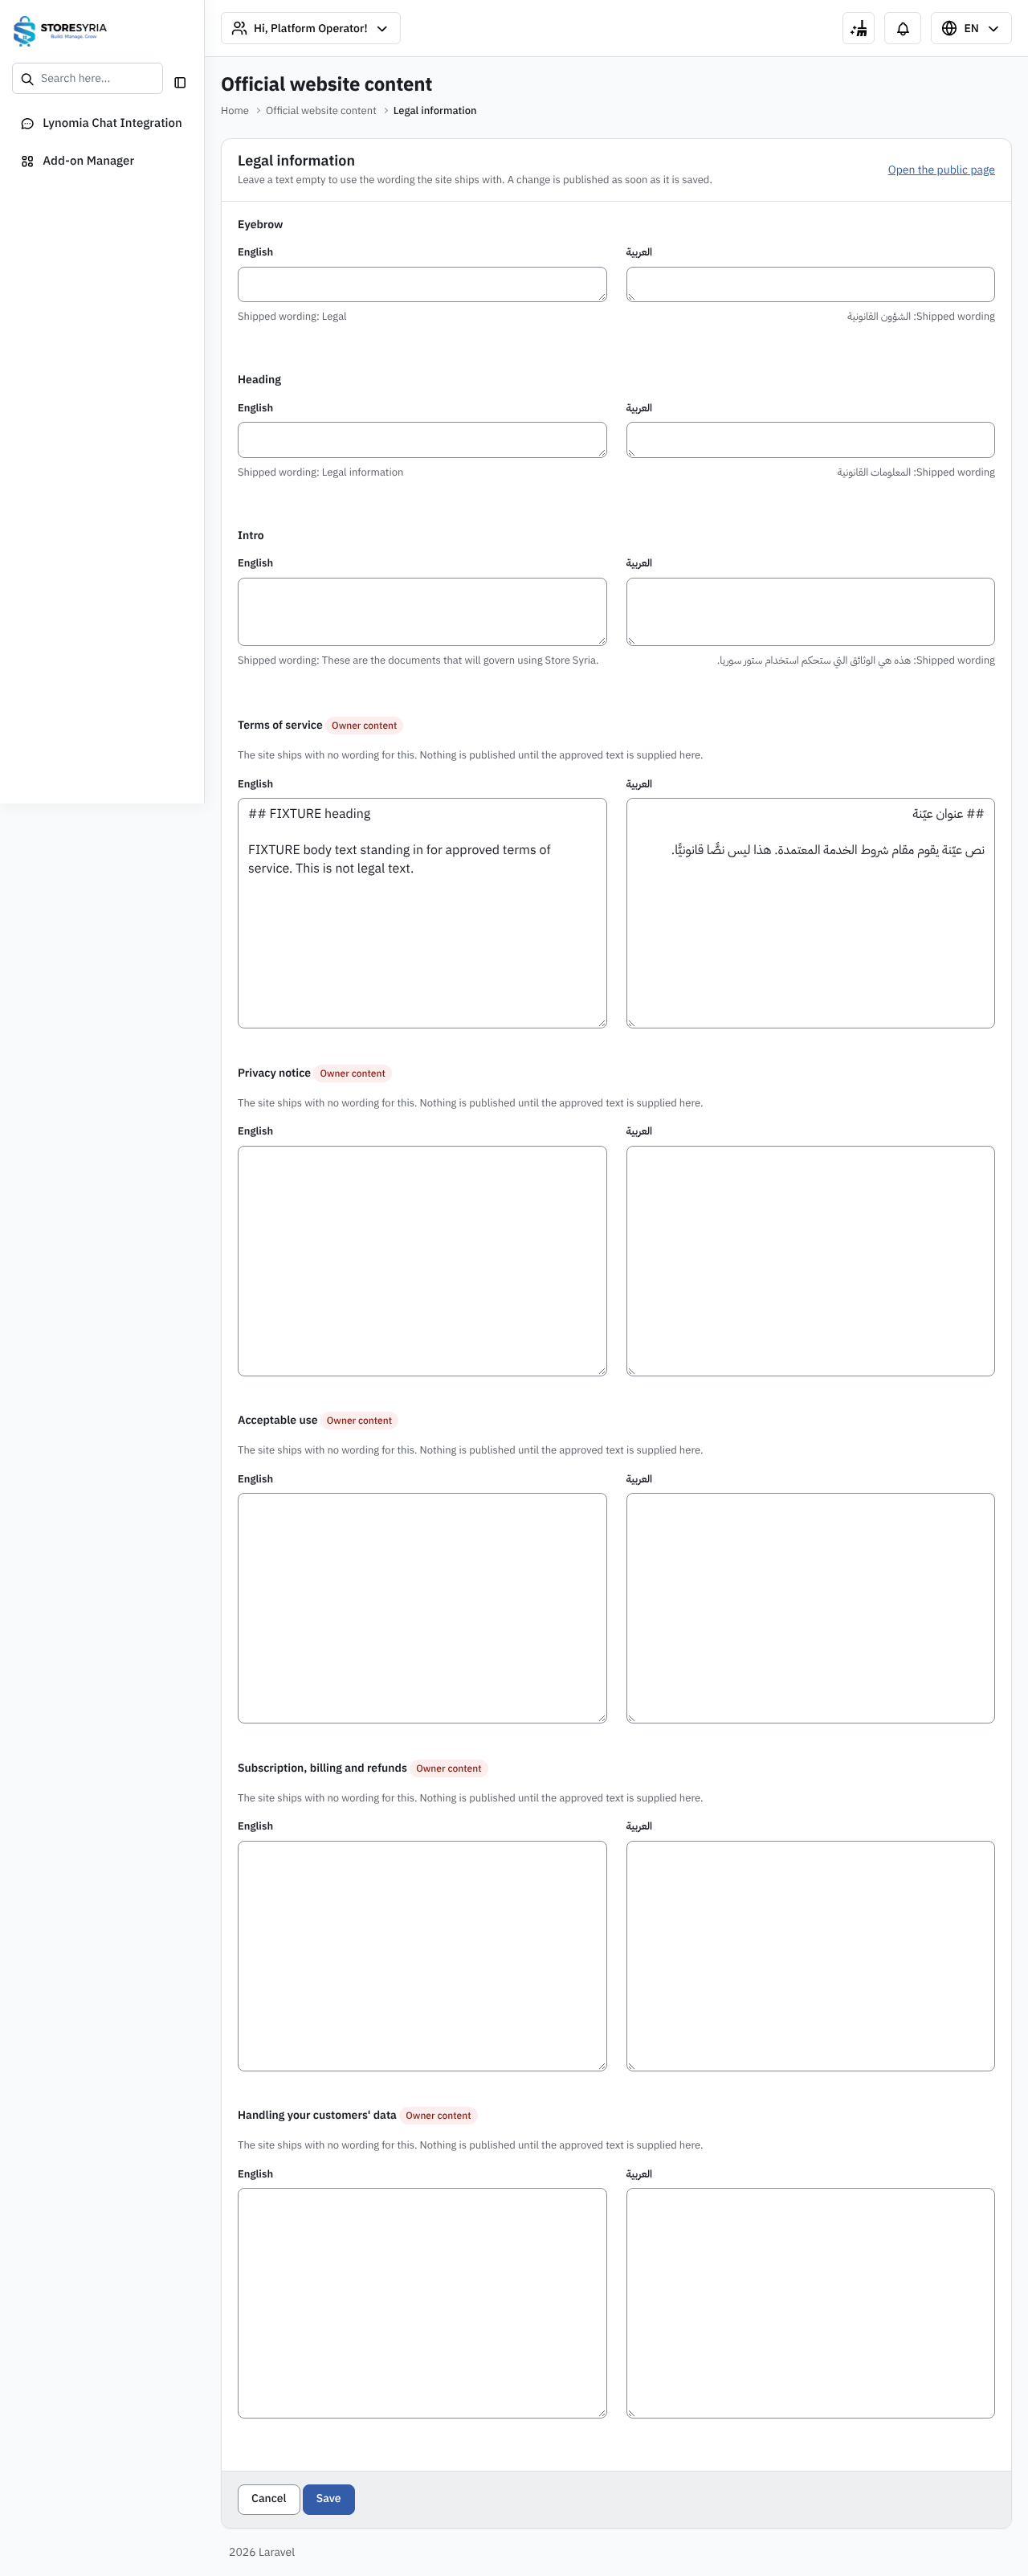 STORESYRIA
Build. Manage. Grow
Search here...
Lynomia Chat Integration
Add-on Manager
Hi, Platform Operator!
EN
Official website content
Home > Official website content > Legal information
Legal information
Leave a text empty to use the wording the site ships with. A change is published as soon as it is saved.
Open the public page
Eyebrow
English
العربية
Shipped wording: Legal
Shipped wording: الشؤون القانونية
Heading
English
العربية
Shipped wording: Legal information
Shipped wording: المعلومات القانونية
Intro
English
العربية
Shipped wording: These are the documents that will govern using Store Syria.
Shipped wording: هذه هي الوثائق التي ستحكم استخدام ستور سوريا.
Terms of service Owner content
The site ships with no wording for this. Nothing is published until the approved text is supplied here.
English
## FIXTURE heading
FIXTURE body text standing in for approved terms of
service. This is not legal text.
العربية
## عنوان عيّنة
نص عيّنة يقوم مقام شروط الخدمة المعتمدة. هذا ليس نصًّا قانونيًّا.
Privacy notice Owner content
The site ships with no wording for this. Nothing is published until the approved text is supplied here.
English
العربية
Acceptable use Owner content
The site ships with no wording for this. Nothing is published until the approved text is supplied here.
English
العربية
Subscription, billing and refunds Owner content
The site ships with no wording for this. Nothing is published until the approved text is supplied here.
English
العربية
Handling your customers' data Owner content
The site ships with no wording for this. Nothing is published until the approved text is supplied here.
English
العربية
Cancel
Save
2026 Laravel